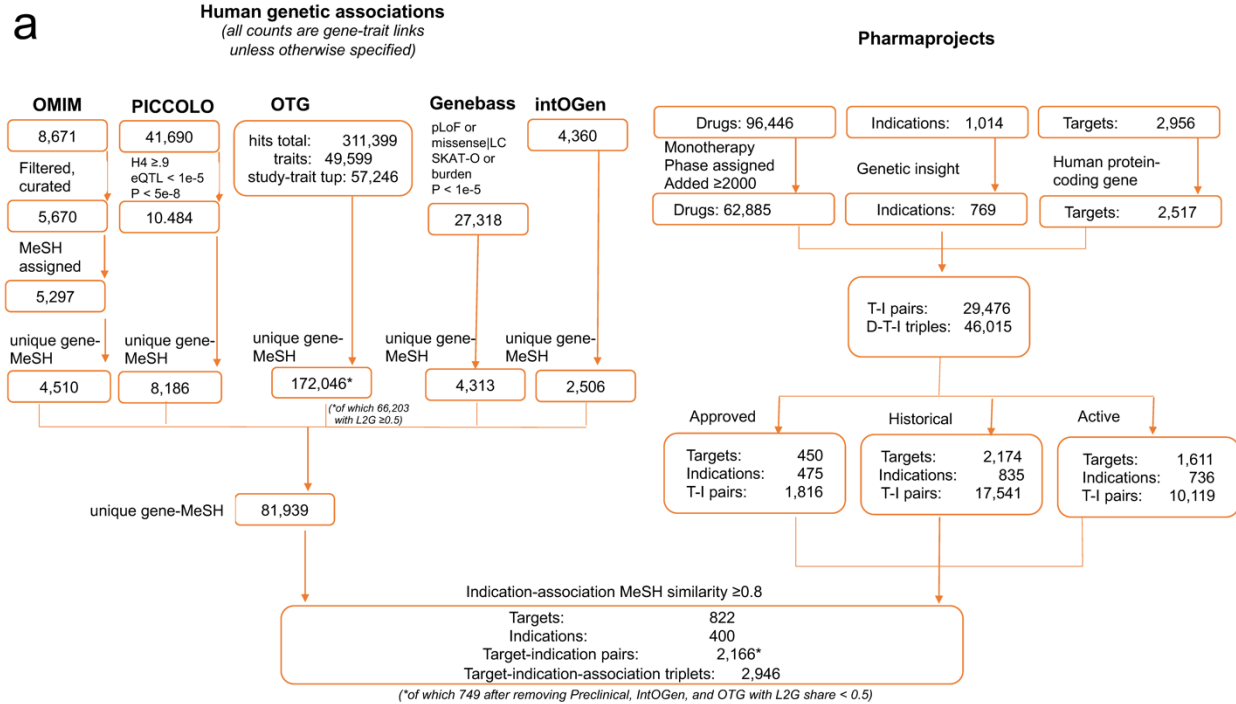 a
Human genetic associations
(all counts are gene-trait links
unless otherwise specified)
OMIM
8,671
Filtered,
curated
5,670
MeSH
assigned
5,297
unique gene-
MeSH
4,510
PICCOLO
41,690
H4 ≥.9
eQTL < 1e-5
P < 5e-8
10.484
unique gene-
MeSH
8,186
OTG
hits total: 311,399
traits: 49,599
study-trait tup: 57,246
unique gene-
MeSH
172,046*
(*of which 66,203
with L2G ≥0.5)
Genebass
pLoF or
missense|LC
SKAT-O or
burden
P < 1e-5
27,318
unique gene-
MeSH
4,313
intOGen
4,360
unique gene-
MeSH
2,506
unique gene-MeSH
81,939
Pharmaprojects
Drugs: 96,446
Indications: 1,014
Targets: 2,956
Monotherapy
Phase assigned
Added ≥2000
Genetic insight
Human protein-
coding gene
Drugs: 62,885
Indications: 769
Targets: 2,517
T-I pairs: 29,476
D-T-I triples: 46,015
Approved
Targets: 450
Indications: 475
T-I pairs: 1,816
Historical
Targets: 2,174
Indications: 835
T-I pairs: 17,541
Active
Targets: 1,611
Indications: 736
T-I pairs: 10,119
Indication-association MeSH similarity ≥0.8
Targets: 822
Indications: 400
Target-indication pairs: 2,166*
Target-indication-association triplets: 2,946
(*of which 749 after removing Preclinical, IntOGen, and OTG with L2G share < 0.5)